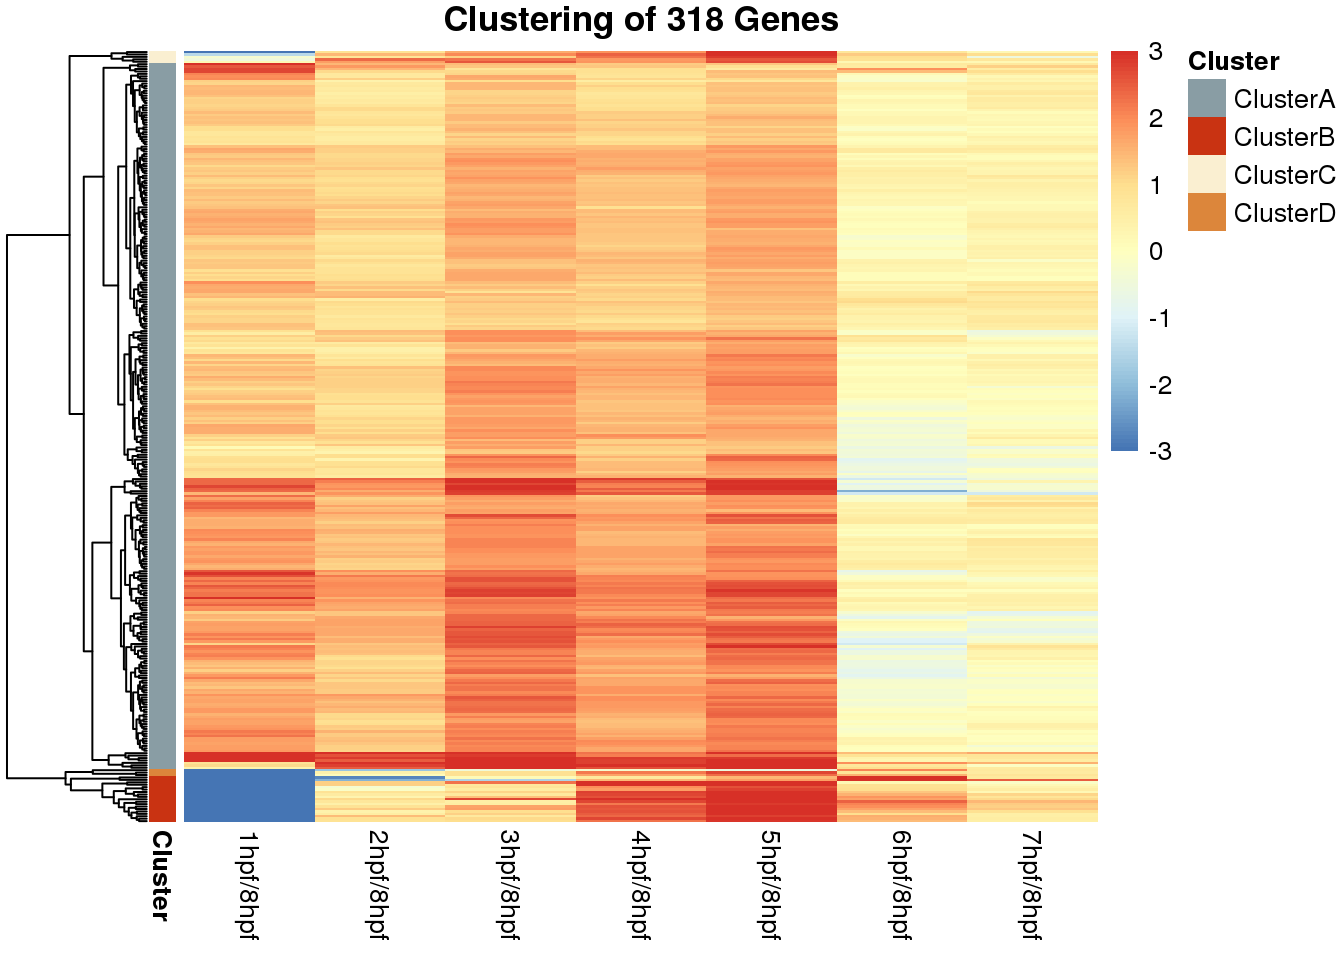 Clustering of 318 Genes
3
2
1
0
-1
-2
-3
Cluster
ClusterA
ClusterB
ClusterC
ClusterD
Cluster
1hpf/8hpf
2hpf/8hpf
3hpf/8hpf
4hpf/8hpf
5hpf/8hpf
6hpf/8hpf
7hpf/8hpf